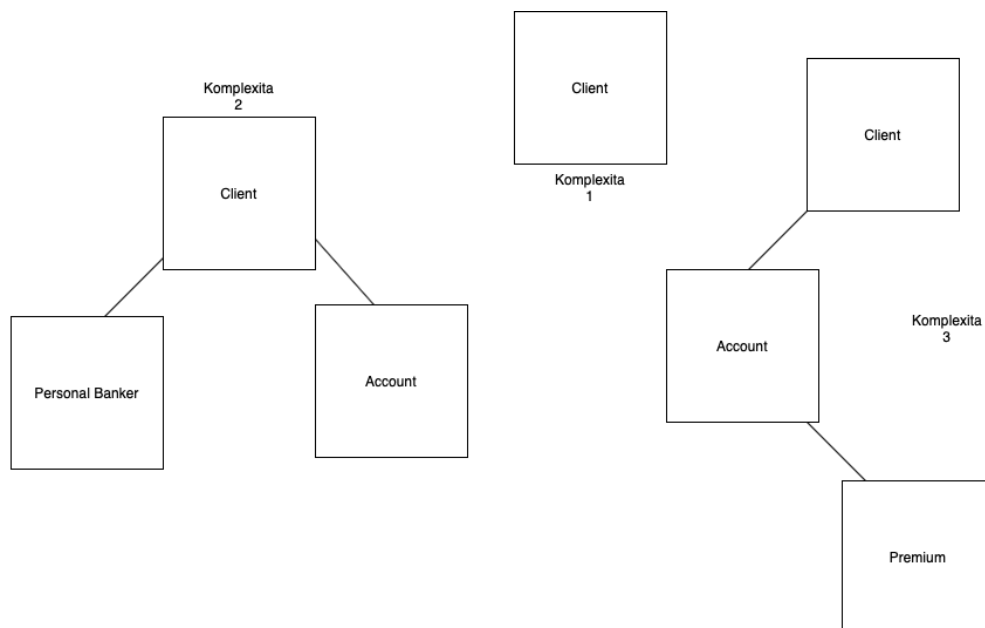 Komplexita
2
Client
Personal Banker
Account
Client
Komplexita
1
Client
Account
Komplexita
3
Premium